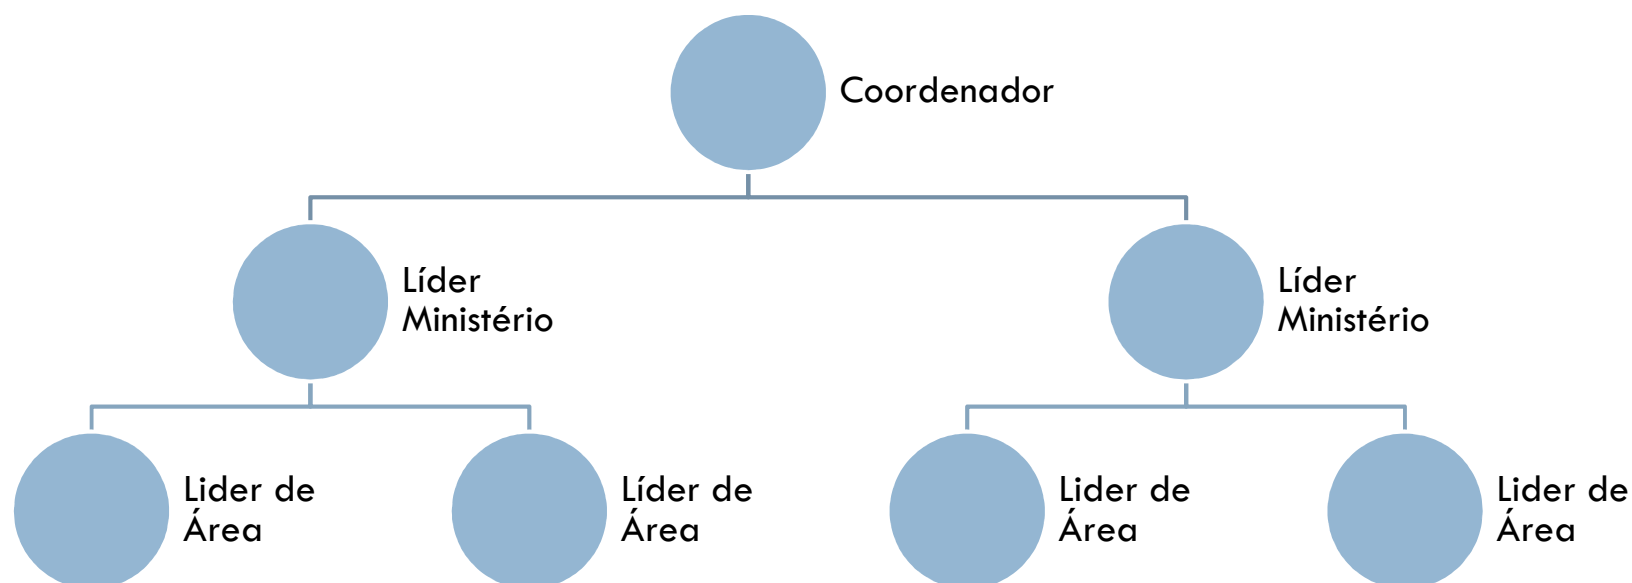 Coordenador
Líder
Ministério
Líder
Ministério
Lider de
Área
Líder de
Área
Lider de
Área
Lider de
Área